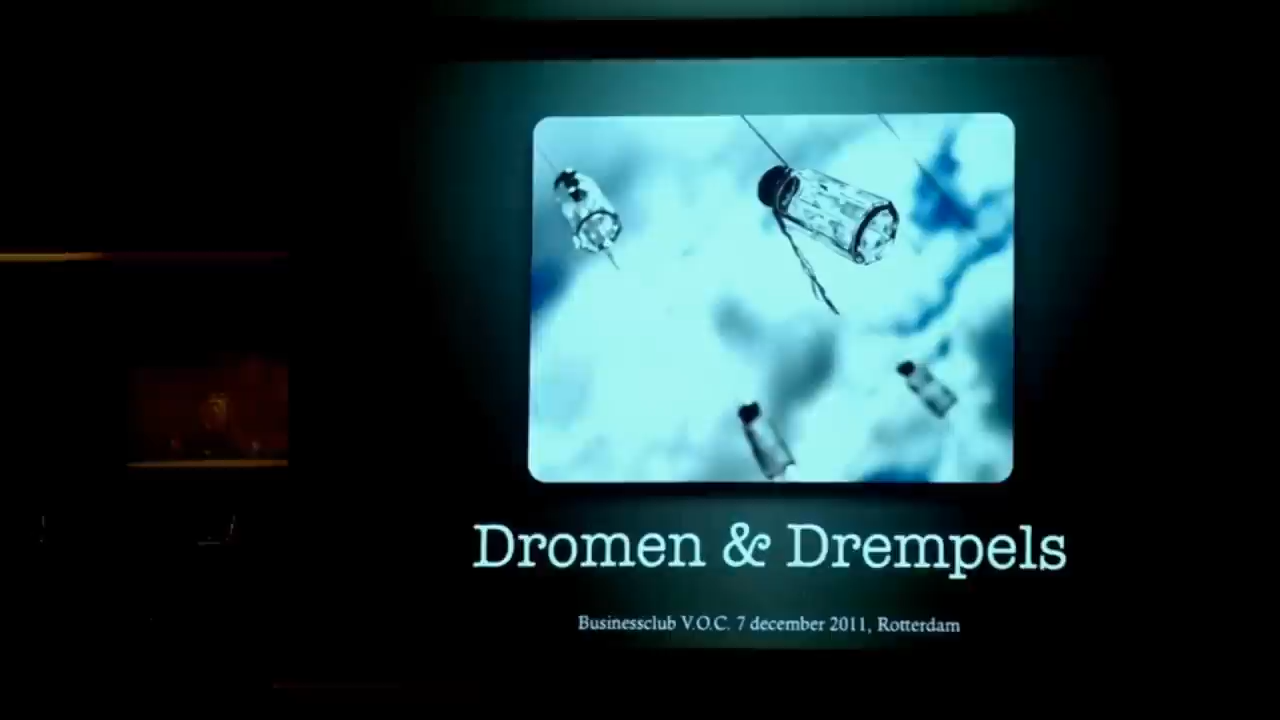 Dromen & Drempels
Businessclub V.O.C. 7 december 2011, Rotterdam